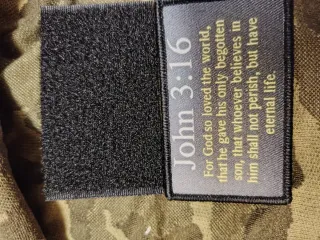 John 3:16
For God so loved the world,
that he gave his only begotten
son, that whoever believes in
him shall not perish, but have
eternal life.